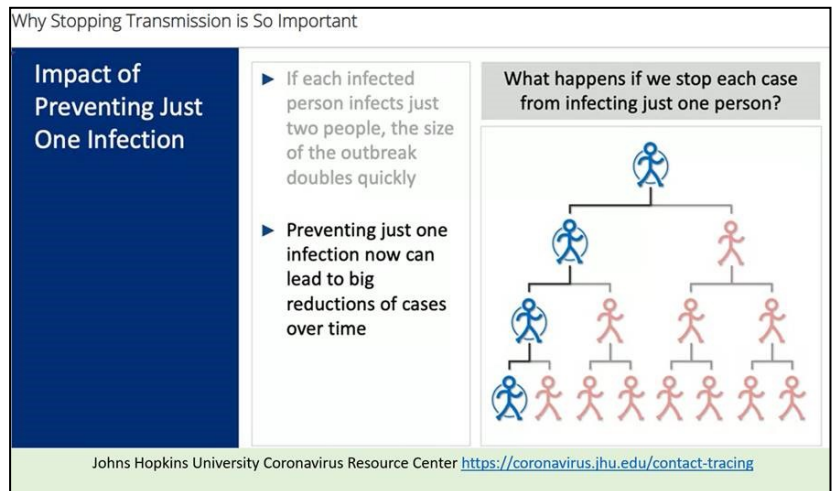 Why Stopping Transmission is So Important
Impact of
Preventing Just
One Infection
► If each infected
person infects just
two people, the size
of the outbreak
doubles quickly
► Preventing just one
infection now can
lead to big
reductions of cases
over time
What happens if we stop each case
from infecting just one person?
Johns Hopkins University Coronavirus Resource Center https://coronavirus.jhu.edu/contact-tracing